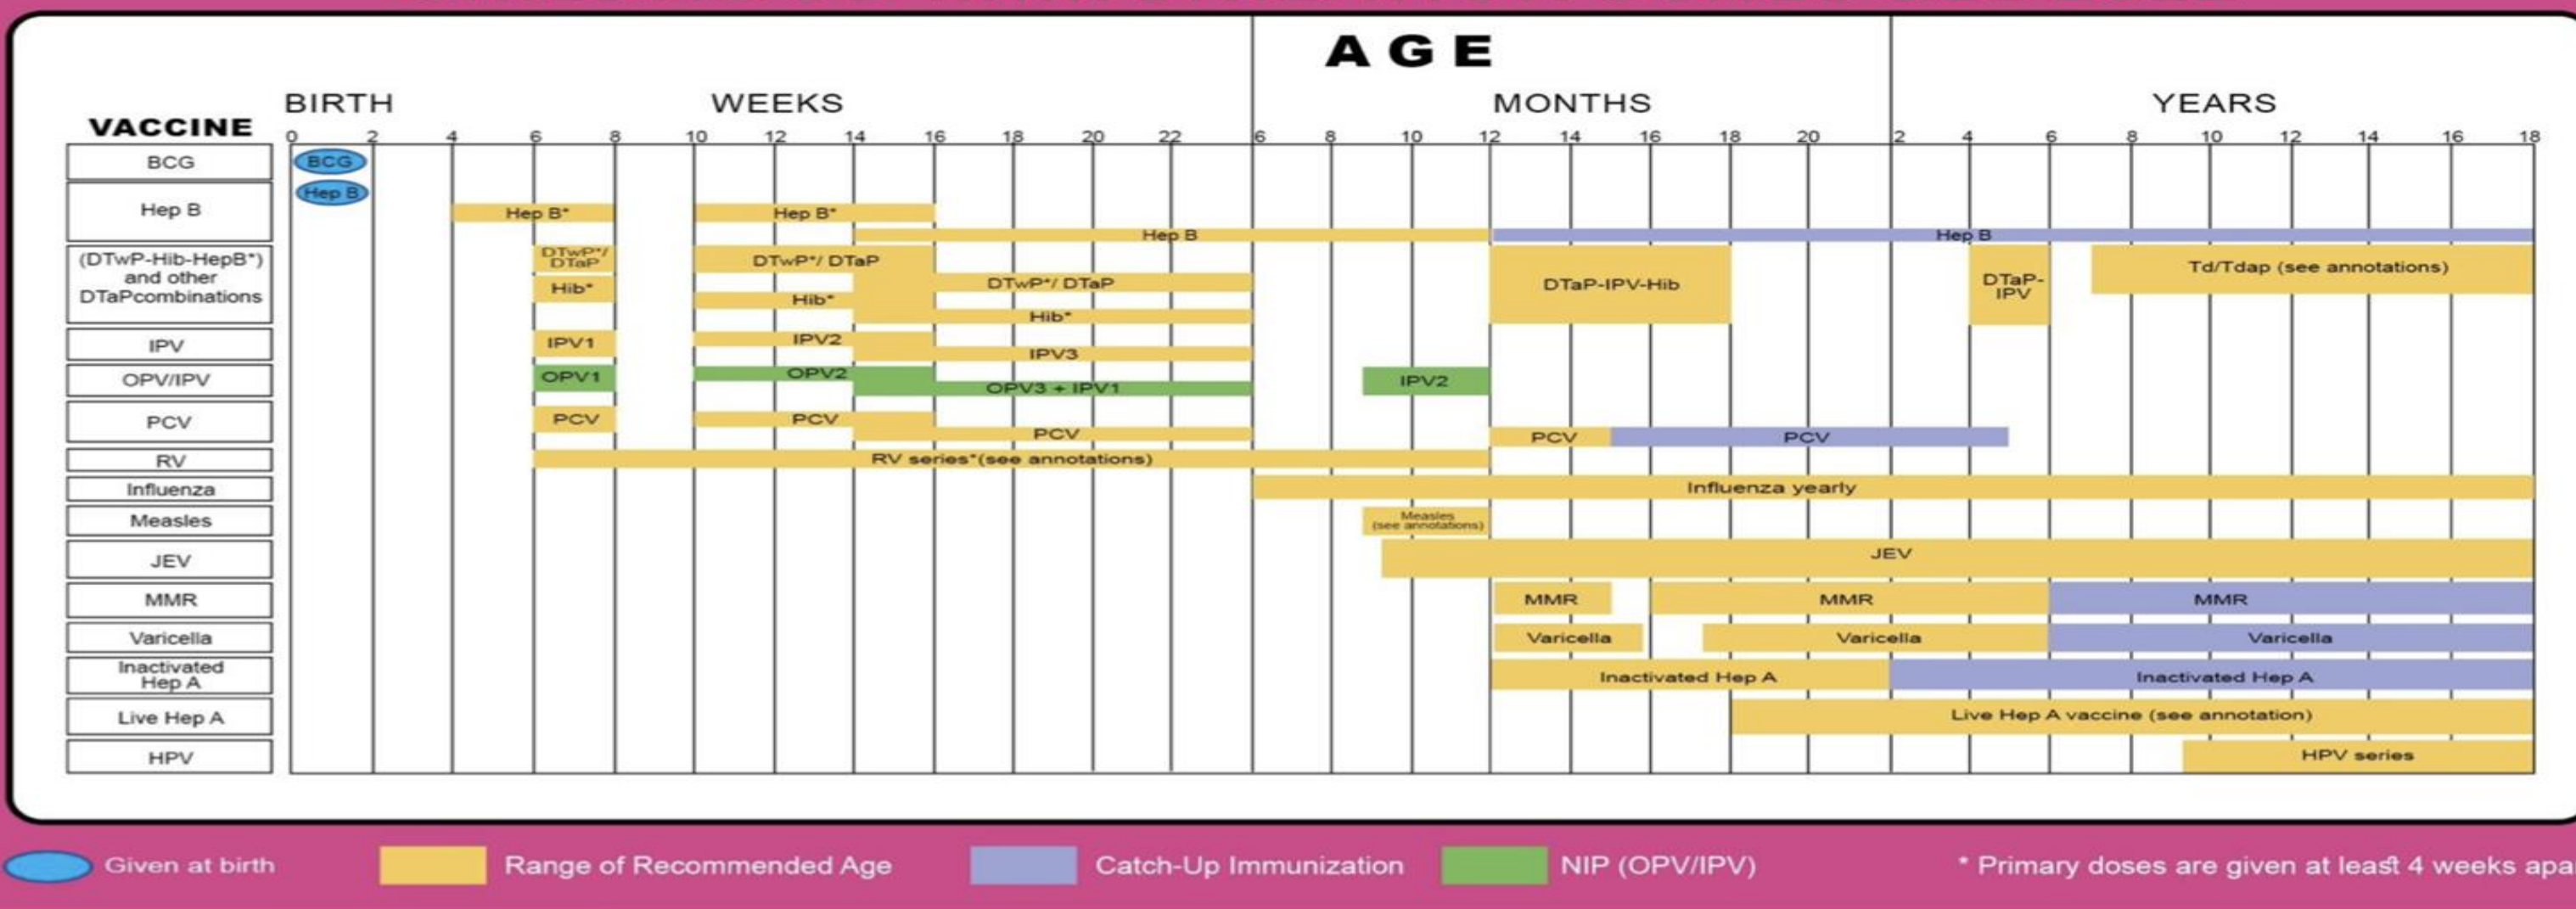 AGE
BIRTH WEEKS MONTHS YEARS
VACCINE
0 2 4 6 8 10 12 14 16 18 20 22 6 8 10 12 14 16 18 20 2 4 6 8 10 12 14 16 18
BCG BCG
Hep B
Hep B
Hep B* Hep B*
Hep B Hep B
(DTwP-Hib-HepB*)
and other
DTaPcombinations
DTwP*/
DTaP
DTwP*/ DTaP
DTwP*/ DTaP
Hib*
Hib*
Hib*
DTaP-IPV-Hib
DTaP-
IPV
Td/Tdap (see annotations)
IPV IPV1 IPV2
IPV3
OPV/IPV OPV1 OPV2
OPV3 + IPV1 IPV2
PCV PCV PCV
PCV PCV PCV
RV RV series*(see annotations)
Influenza Influenza yearly
Measles
Measles
(see annotations)
JEV JEV
MMR MMR MMR MMR
Varicella Varicella Varicella Varicella
Inactivated
Hep A
Inactivated Hep A Inactivated Hep A
Live Hep A Live Hep A vaccine (see annotation)
HPV HPV series
Given at birth Range of Recommended Age Catch-Up Immunization NIP (OPV/IPV) * Primary doses are given at least 4 weeks